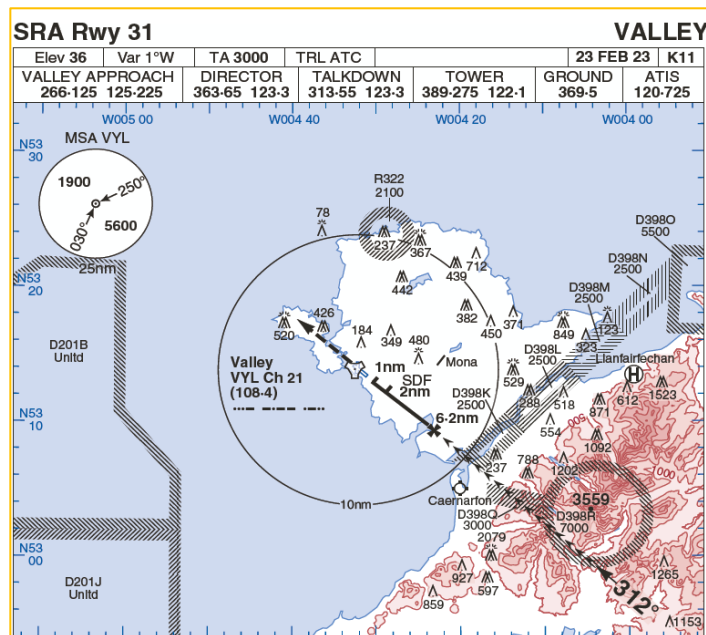 SRA Rwy 31 VALLEY
Elev 36 Var 1°W TA 3000 TRL ATC 23 FEB 23 K11
VALLEY APPROACH DIRECTOR TALKDOWN TOWER GROUND ATIS
266·125 125·225 363·65 123·3 313·55 123·3 389·275 122·1 369·5 120·725
W005 00 W004 40 W004 20 W004 00
N53
30
MSA VYL
1900
250°
030°
5600
25nm
R322
2100
78
237
367
439
712
442
382
371
450
426
520
184
349
480
Mona
529
288
849
323
123
D398O
5500
D398N
2500
D398M
2500
D398L
2500
D398K
2500
N53
20
D201B
Unltd
Valley
VYL Ch 21
(108·4)
1nm
SDF
2nm
6·2nm
Llanfairfechan
H
612
1523
518
871
554
1092
N53
10
237
788
1202
500
1000
3559
Caernarfon
10nm
D398Q
3000
D398R
7000
2079
N53
00
D201J
Unltd
927
597
859
1265
312°
1153